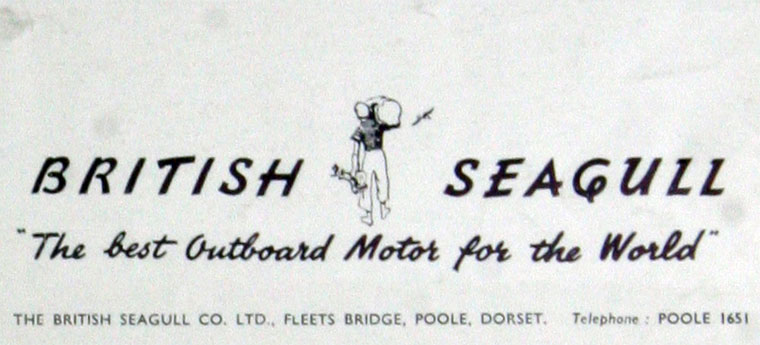 BRITISH SEAGULL
"The best Outboard Motor for the World"
THE BRITISH SEAGULL CO. LTD., FLEETS BRIDGE, POOLE, DORSET. Telephone : POOLE 1651